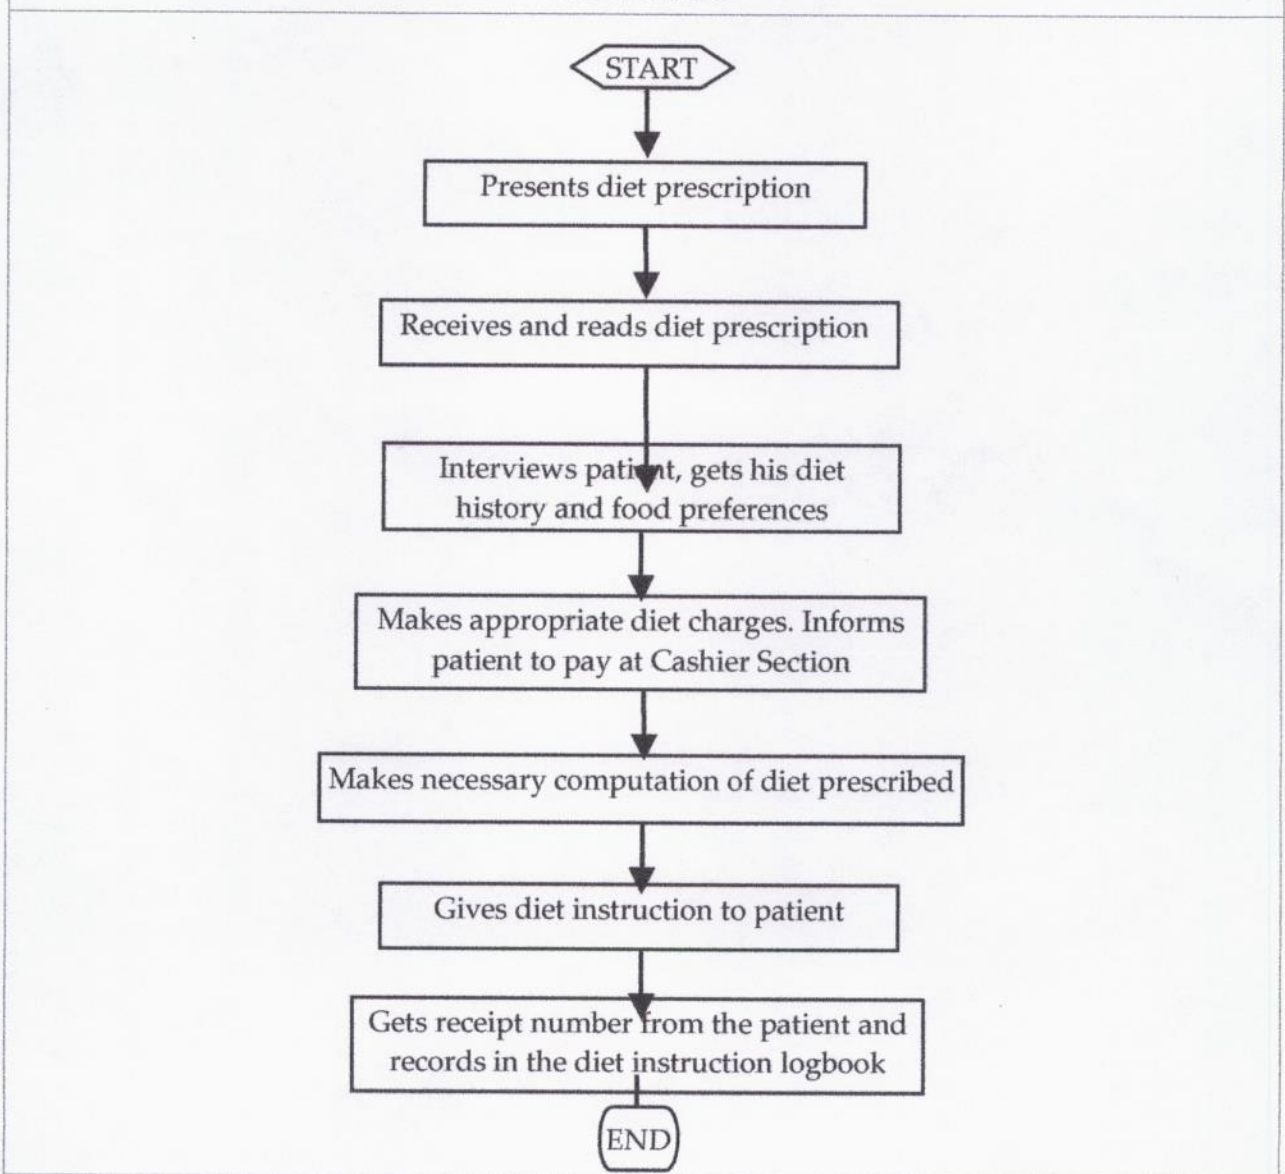 START
Presents diet prescription
Receives and reads diet prescription
Interviews patient, gets his diet
history and food preferences
Makes appropriate diet charges. Informs
patient to pay at Cashier Section
Makes necessary computation of diet prescribed
Gives diet instruction to patient
Gets receipt number from the patient and
records in the diet instruction logbook
END